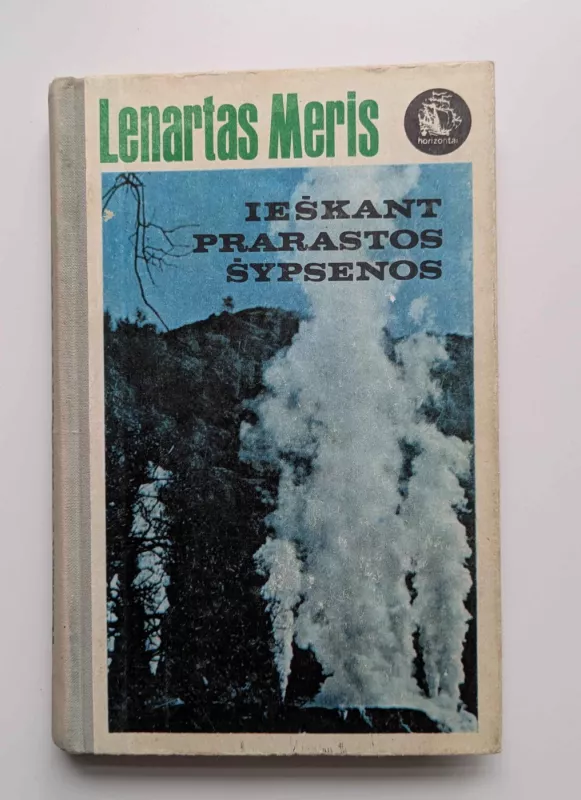 Lenartas Meris
horizontai
IEŠKANT
PRARASTOS
ŠYPSENOS